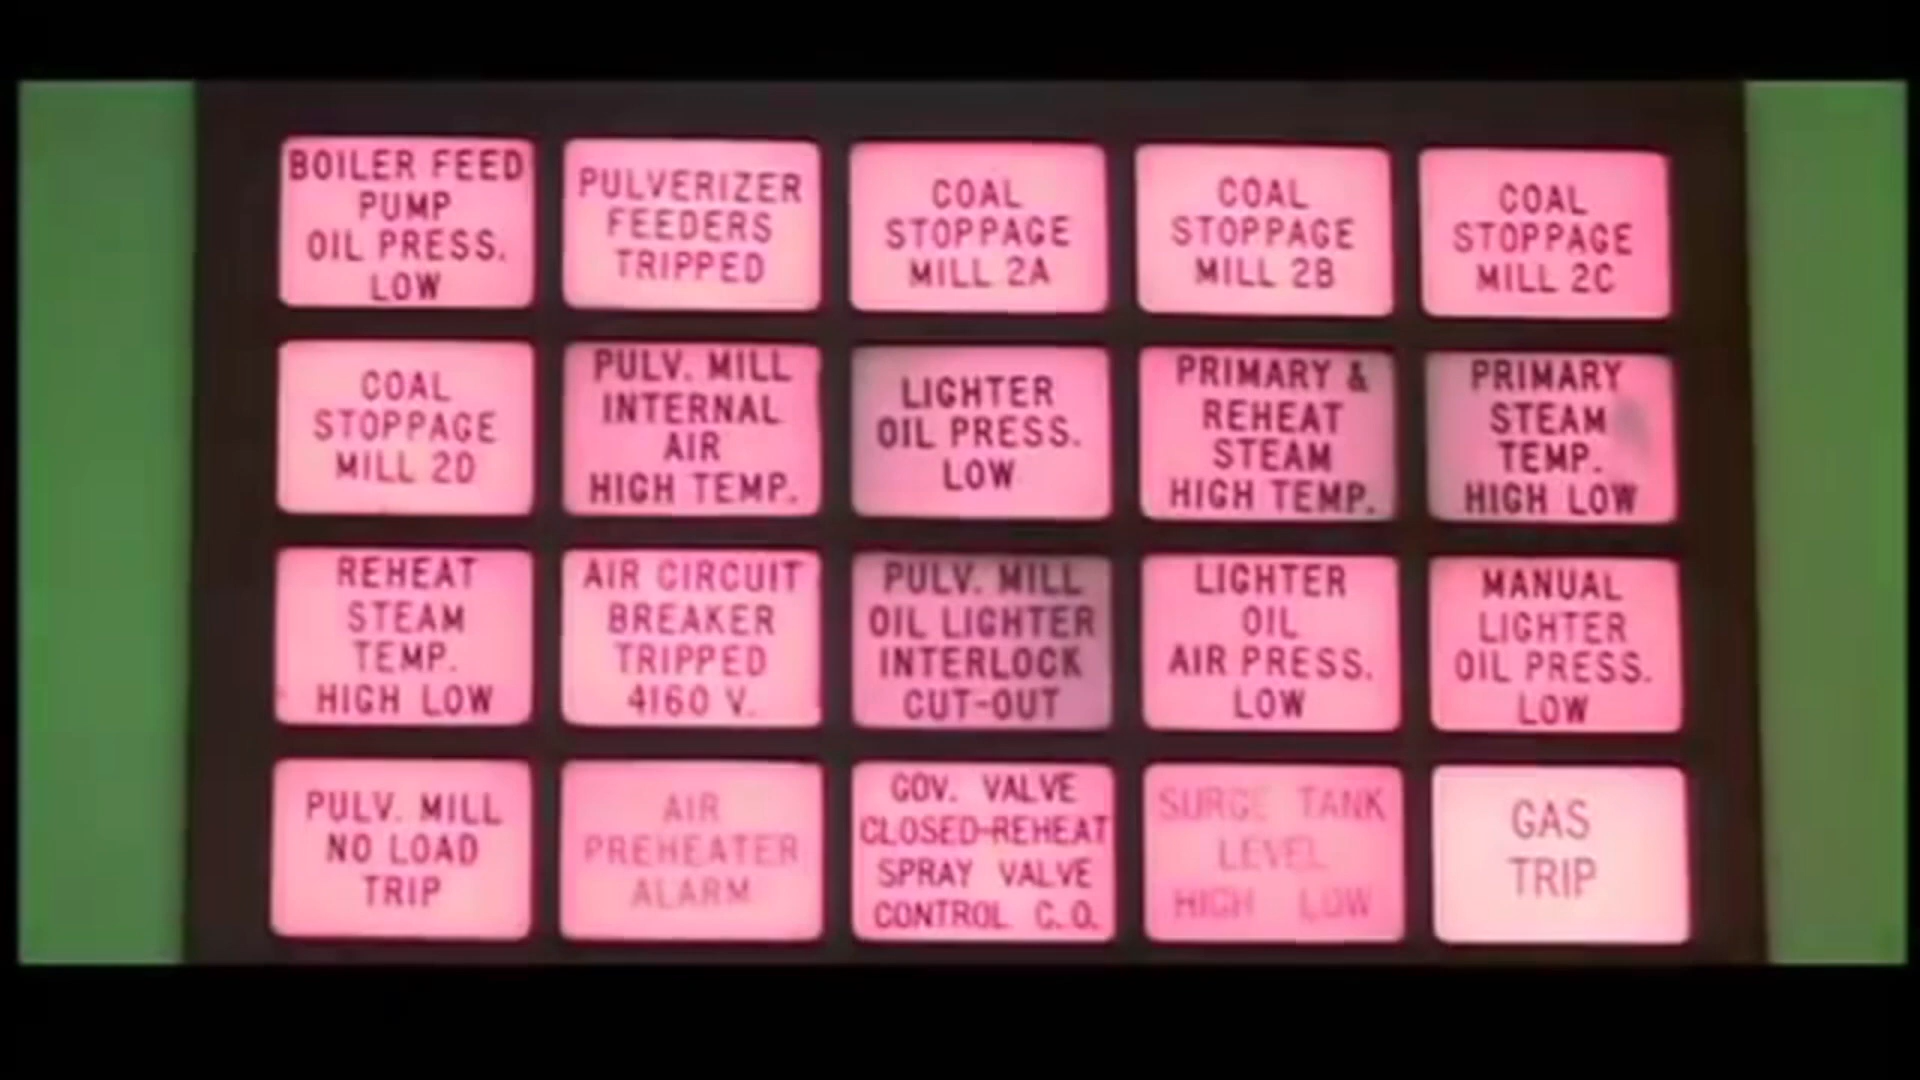 BOILER FEED
PUMP
OIL PRESS.
LOW
PULVERIZER
FEEDERS
TRIPPED
COAL
STOPPAGE
MILL 2A
COAL
STOPPAGE
MILL 2B
COAL
STOPPAGE
MILL 2C
COAL
STOPPAGE
MILL 2D
PULV. MILL
INTERNAL
AIR
HIGH TEMP.
LIGHTER
OIL PRESS.
LOW
PRIMARY &
REHEAT
STEAM
HIGH TEMP.
PRIMARY
STEAM
TEMP.
HIGH LOW
REHEAT
STEAM
TEMP.
HIGH LOW
AIR CIRCUIT
BREAKER
TRIPPED
4160 V.
PULV. MILL
OIL LIGHTER
INTERLOCK
CUT-OUT
LIGHTER
OIL
AIR PRESS.
LOW
MANUAL
LIGHTER
OIL PRESS.
LOW
PULV. MILL
NO LOAD
TRIP
AIR
PREHEATER
ALARM
GOV. VALVE
CLOSED-REHEAT
SPRAY VALVE
CONTROL C.O.
SURGE TANK
LEVEL
HIGH LOW
GAS
TRIP